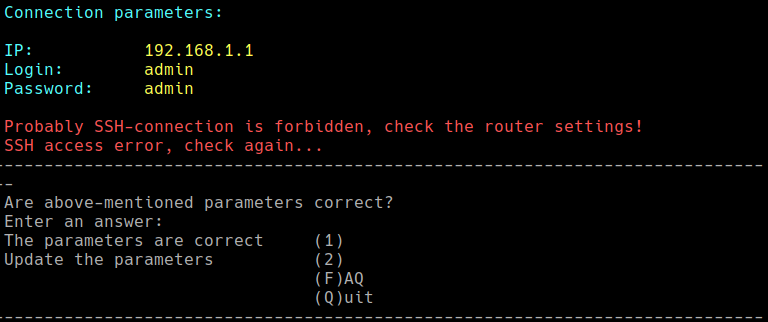 Connection parameters:
IP: 192.168.1.1
Login: admin
Password: admin
Probably SSH-connection is forbidden, check the router settings!
SSH access error, check again...
----------------------------------------------------------------------------
--
Are above-mentioned parameters correct?
Enter an answer:
The parameters are correct (1)
Update the parameters (2)
(F)AQ
(Q)uit
----------------------------------------------------------------------------